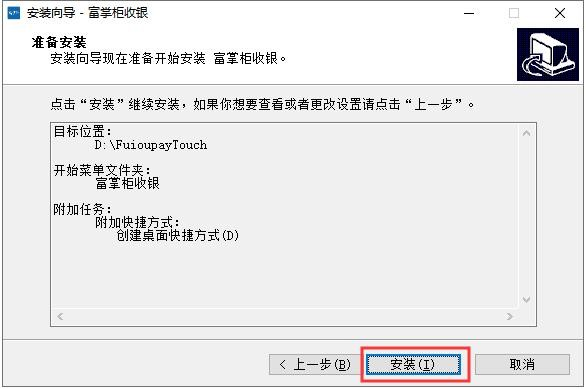 安装向导 - 富掌柜收银
准备安装
安装向导现在准备开始安装 富掌柜收银。
点击“安装”继续安装，如果你想要查看或者更改设置请点击“上一步”。
目标位置:
D:\FuioupayTouch
开始菜单文件夹:
富掌柜收银
附加任务:
附加快捷方式:
创建桌面快捷方式(D)
< 上一步(B)
安装(I)
取消